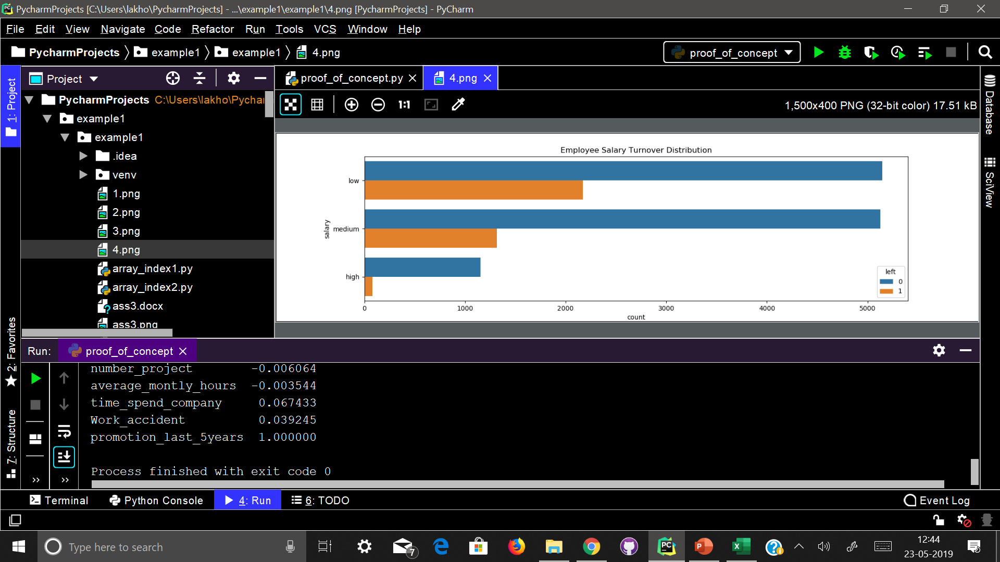 PycharmProjects [C:\Users\lakho\PycharmProjects] - ...\example1\example1\4.png [PycharmProjects] - PyCharm
File Edit View Navigate Code Refactor Run Tools VCS Window Help
PycharmProjects example1 example1 4.png
proof_of_concept
1: Project
Project
PycharmProjects C:\Users\lakho\Pychar
example1
example1
.idea
venv
1.png
2.png
3.png
4.png
array_index1.py
array_index2.py
ass3.docx
ass3.png
proof_of_concept.py 4.png
1:1
1,500x400 PNG (32-bit color) 17.51 kB
Employee Salary Turnover Distribution
salary
low
medium
high
left
0
1
0 1000 2000 3000 4000 5000
count
Database
SciView
2: Favorites
7: Structure
Run: proof_of_concept
number_project -0.006064
average_montly_hours -0.003544
time_spend_company 0.067433
Work_accident 0.039245
promotion_last_5years 1.000000
Process finished with exit code 0
Terminal Python Console 4: Run 6: TODO Event Log
Type here to search
7
PC
12:44
23-05-2019